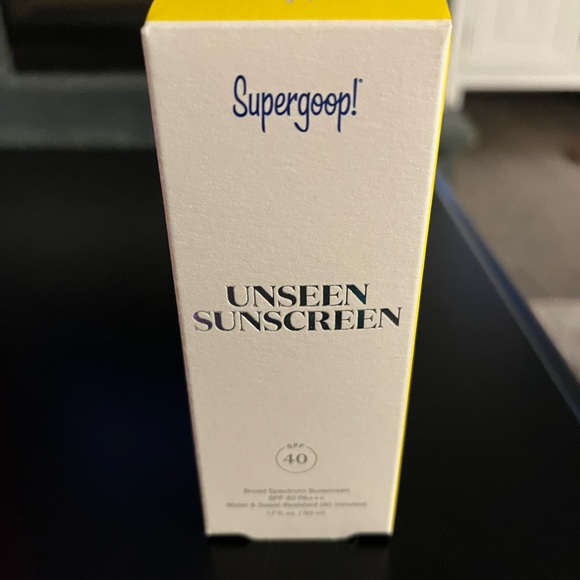 Supergoop!
UNSEEN
SUNSCREEN
SPF
40
Broad Spectrum Sunscreen
SPF 40 PA+++
Water & Sweat Resistant (40 minutes)
1.7 fl. oz. / 50 mL